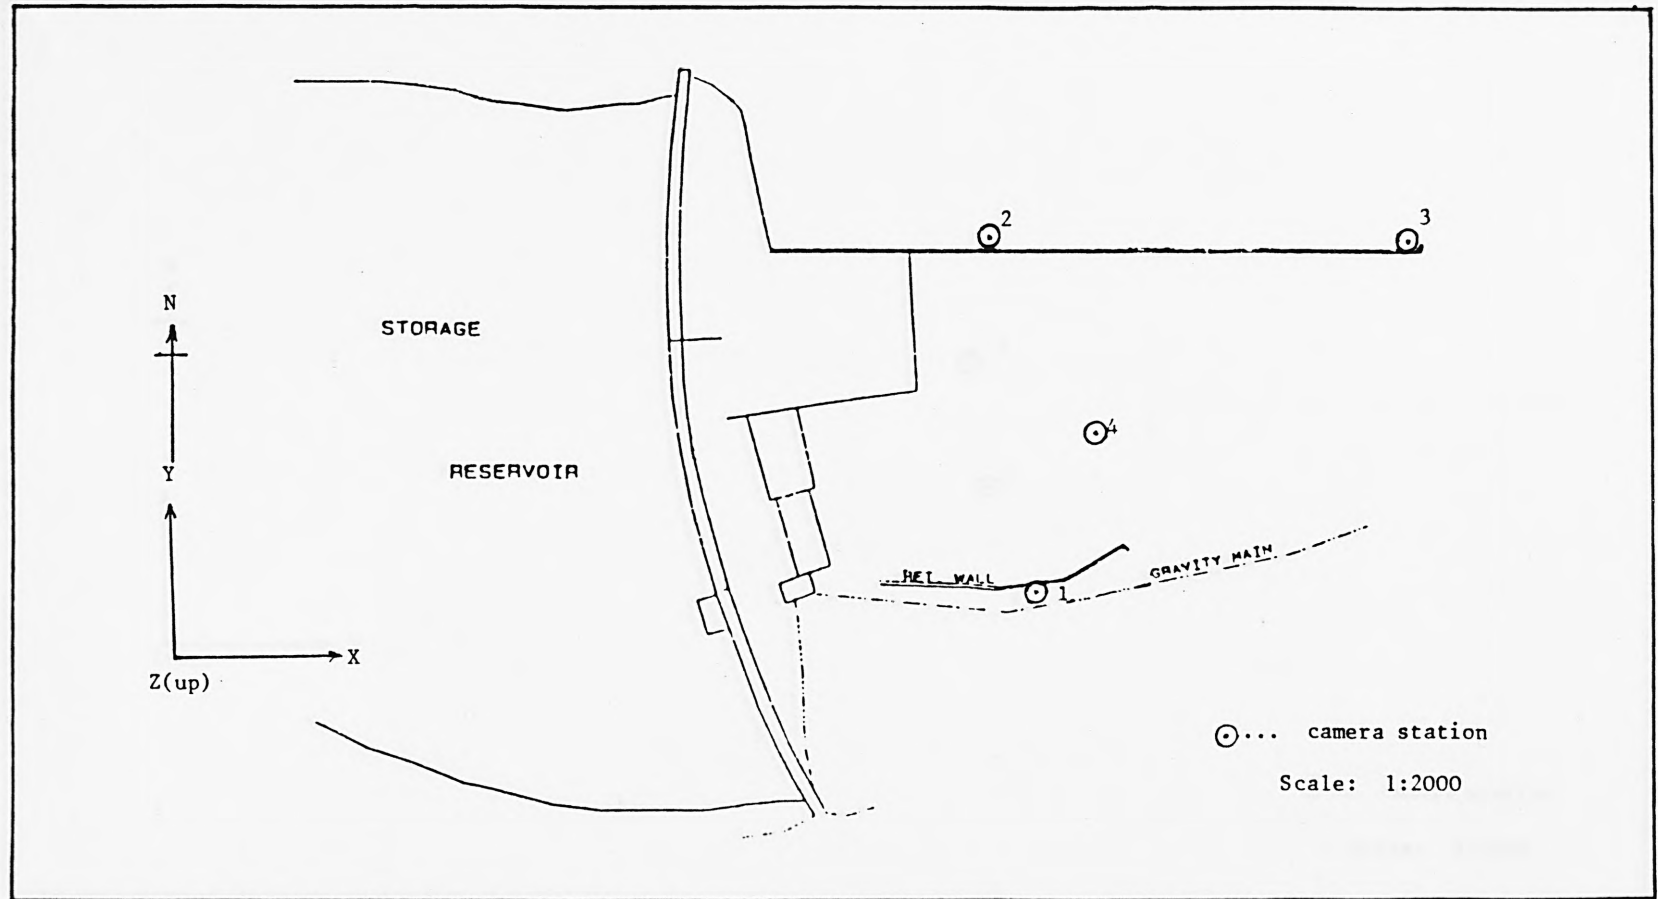 2
3
N
STORAGE
4
Y
RESERVOIR
RET. WALL
GRAVITY MAIN
1
X
Z(up)
... camera station
Scale: 1:2000